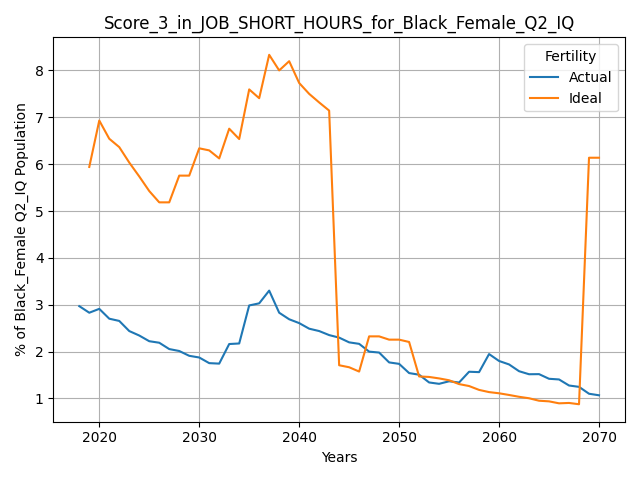 Score_3_in_JOB_SHORT_HOURS_for_Black_Female_Q2_IQ
Fertility
Actual
Ideal
% of Black_Female Q2_IQ Population
8
7
6
5
4
3
2
1
2020 2030 2040 2050 2060 2070
Years